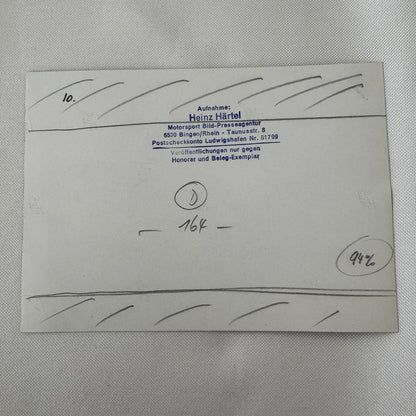 10.
Aufnahme:
Heinz Härtel
Motorsport Bild-Presseagentur
6530 Bingen/Rhein - Taunusstr. 8
Postscheckkonto Ludwigshafen Nr. 61799
Veröffentlichungen nur gegen
Honorar und Beleg-Exemplar
D
- 164 -
94%